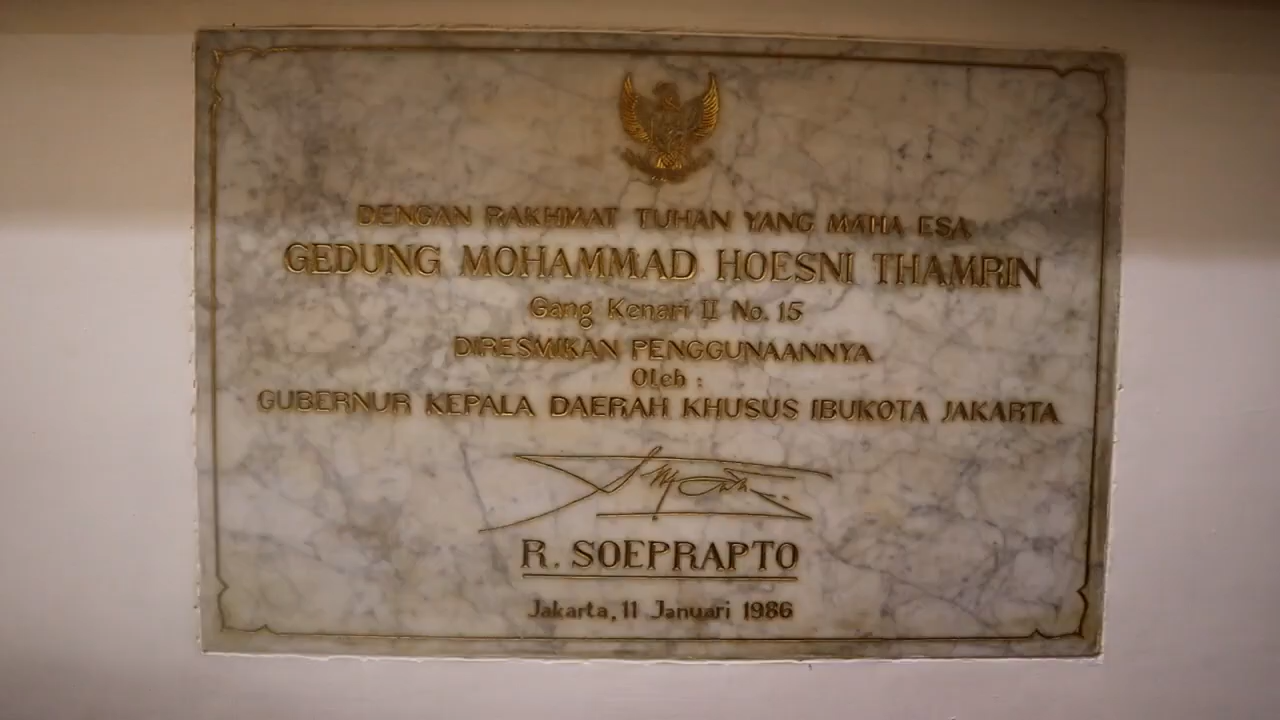 DENGAN RAKHMAT TUHAN YANG MAHA ESA
GEDUNG MOHAMMAD HOESNI THAMRIN
Gang Kenari II No. 15
DIRESMIKAN PENGGUNAANNYA
Oleh :
GUBERNUR KEPALA DAERAH KHUSUS IBUKOTA JAKARTA
R. SOEPRAPTO
Jakarta, 11 Januari 1986